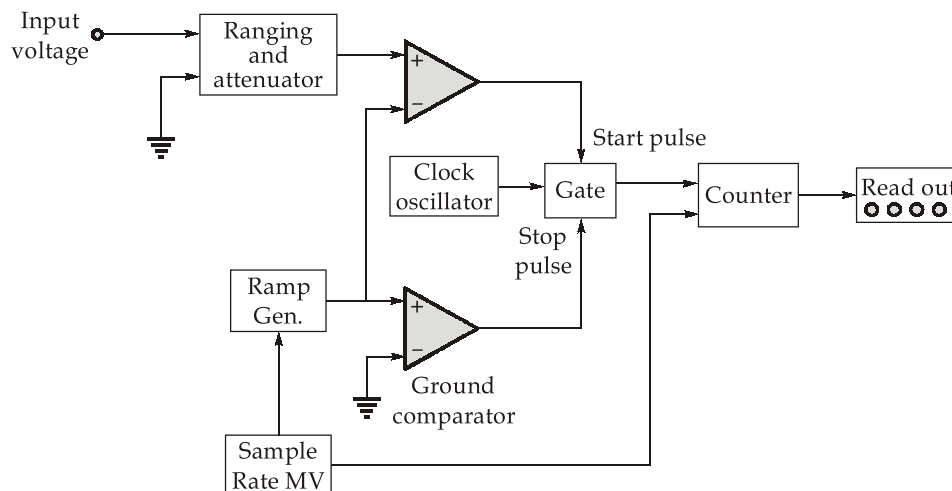 Input
voltage
Ranging
and
attenuator
+
−
Start pulse
Clock
oscillator
Gate
Counter
Read out
Stop
pulse
Ramp
Gen.
+
−
Ground
comparator
Sample
Rate MV